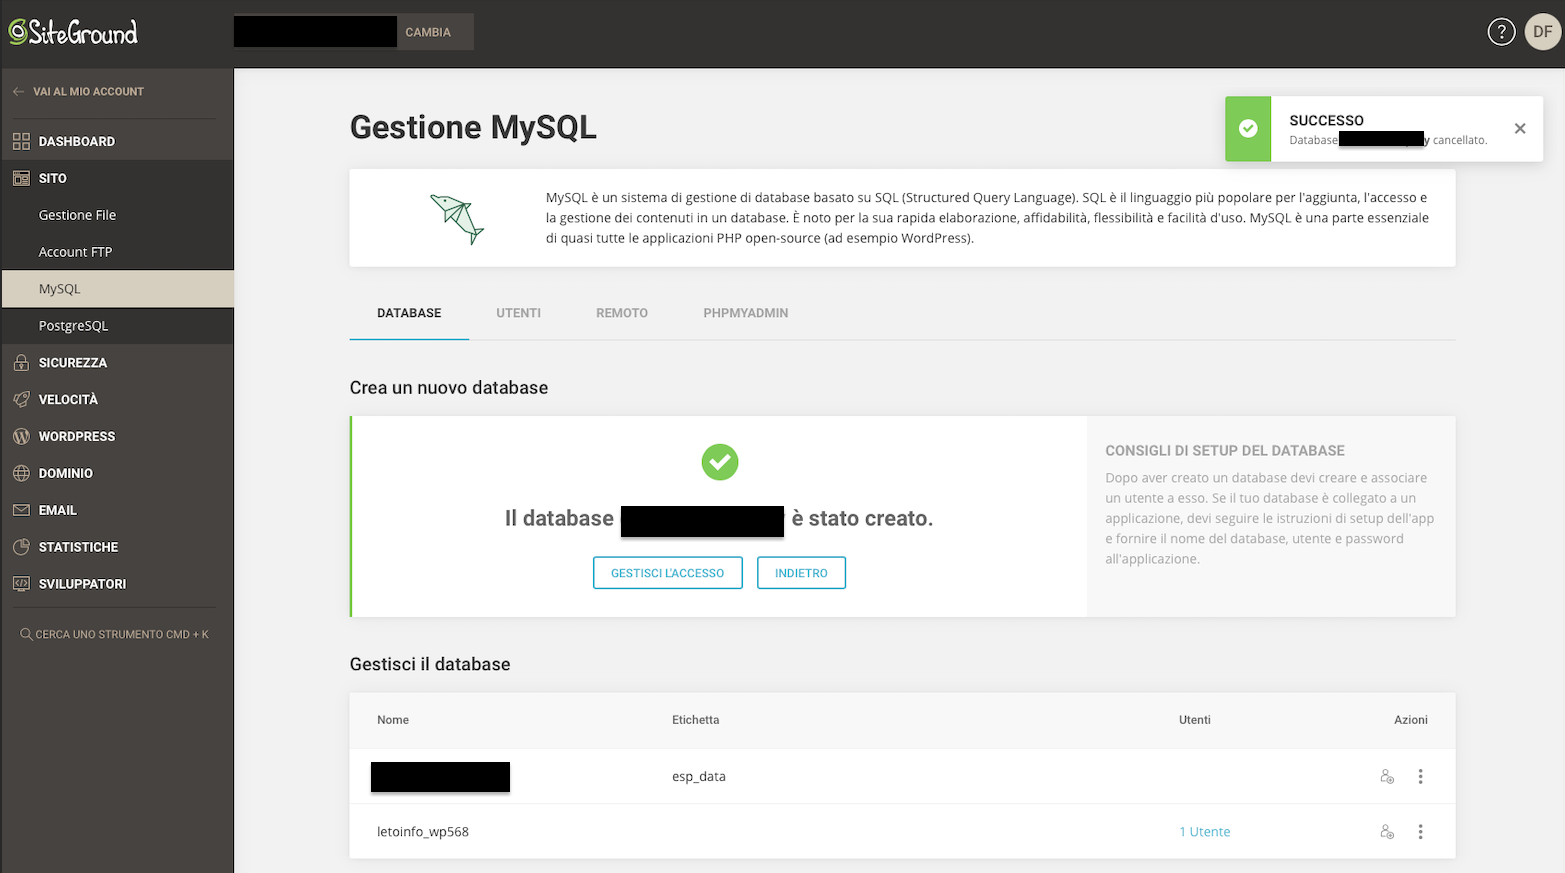 SiteGround
CAMBIA
?
DF
VAI AL MIO ACCOUNT
DASHBOARD
SITO
Gestione File
Account FTP
MySQL
PostgreSQL
SICUREZZA
VELOCITÀ
WORDPRESS
DOMINIO
EMAIL
STATISTICHE
SVILUPPATORI
CERCA UNO STRUMENTO CMD + K
Gestione MySQL
SUCCESSO
Database y cancellato.
MySQL è un sistema di gestione di database basato su SQL (Structured Query Language). SQL è il linguaggio più popolare per l'aggiunta, l'accesso e
la gestione dei contenuti in un database. È noto per la sua rapida elaborazione, affidabilità, flessibilità e facilità d'uso. MySQL è una parte essenziale
di quasi tutte le applicazioni PHP open-source (ad esempio WordPress).
DATABASE UTENTI REMOTO PHPMYADMIN
Crea un nuovo database
Il database è stato creato.
GESTISCI L'ACCESSO INDIETRO
CONSIGLI DI SETUP DEL DATABASE
Dopo aver creato un database devi creare e associare
un utente a esso. Se il tuo database è collegato a un
applicazione, devi seguire le istruzioni di setup dell'app
e fornire il nome del database, utente e password
all'applicazione.
Gestisci il database
Nome Etichetta Utenti Azioni
esp_data
letoinfo_wp568 1 Utente